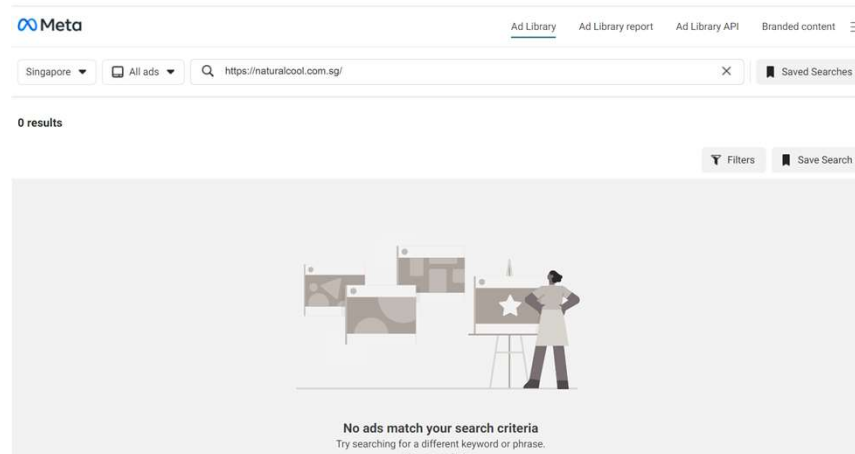 Meta
Ad Library Ad Library report Ad Library API Branded content
Singapore All ads https://naturalcool.com.sg/ Saved Searches
0 results
Filters Save Search
No ads match your search criteria
Try searching for a different keyword or phrase.